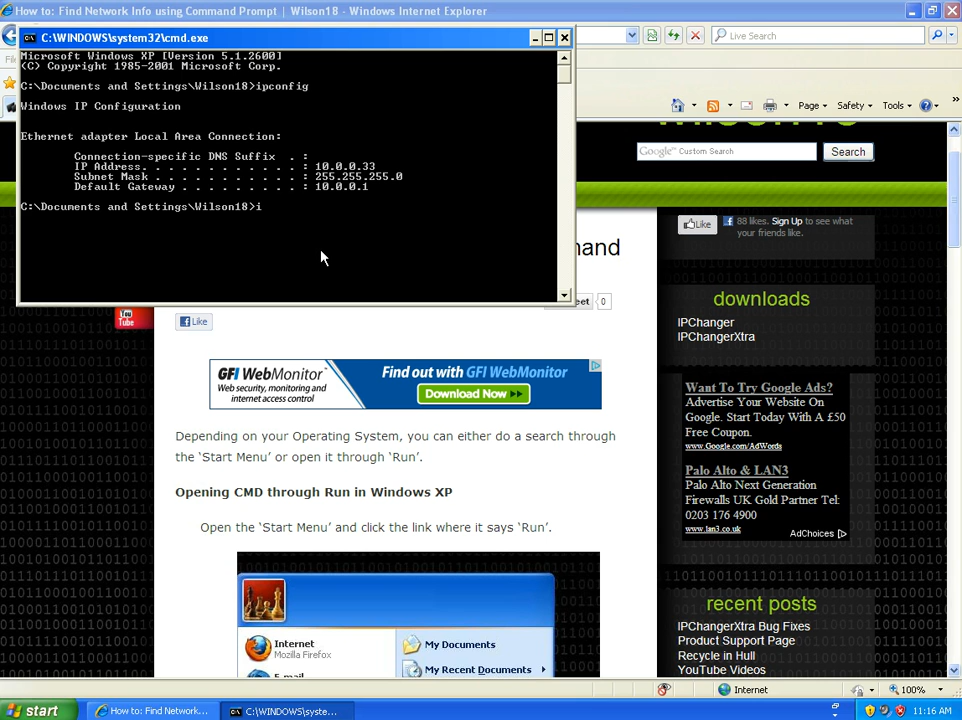 How to: Find Network Info using Command Prompt | Wilson18 - Windows Internet Explorer
C:\WINDOWS\system32\cmd.exe
Microsoft Windows XP [Version 5.1.2600]
(C) Copyright 1985-2001 Microsoft Corp.
C:\Documents and Settings\Wilson18>ipconfig
Windows IP Configuration
Ethernet adapter Local Area Connection:
Connection-specific DNS Suffix . :
IP Address. . . . . . . . . . . . : 10.0.0.33
Subnet Mask . . . . . . . . . . . : 255.255.255.0
Default Gateway . . . . . . . . . : 10.0.0.1
C:\Documents and Settings\Wilson18>i
Live Search
Page
Safety
Tools
Google™ Custom Search
Search
Like
88 likes. Sign Up to see what
your friends like.
You
Tube
Like
0
downloads
IPChanger
IPChangerXtra
GFI WebMonitor™
Web security, monitoring and
internet access control
Find out with GFI WebMonitor
Download Now
Want To Try Google Ads?
Advertise Your Website On
Google. Start Today With A £50
Free Coupon.
www.Google.com/AdWords
Palo Alto & LAN3
Palo Alto Next Generation
Firewalls UK Gold Partner Tel:
0203 176 4900
www.lan3.co.uk
AdChoices
Depending on your Operating System, you can either do a search through
the ‘Start Menu’ or open it through ‘Run’.
Opening CMD through Run in Windows XP
Open the ‘Start Menu’ and click the link where it says ‘Run’.
Internet
Mozilla Firefox
E-mail
My Documents
My Recent Documents
recent posts
IPChangerXtra Bug Fixes
Product Support Page
Recycle in Hull
YouTube Videos
Internet
100%
start
How to: Find Network...
C:\WINDOWS\syste...
11:16 AM